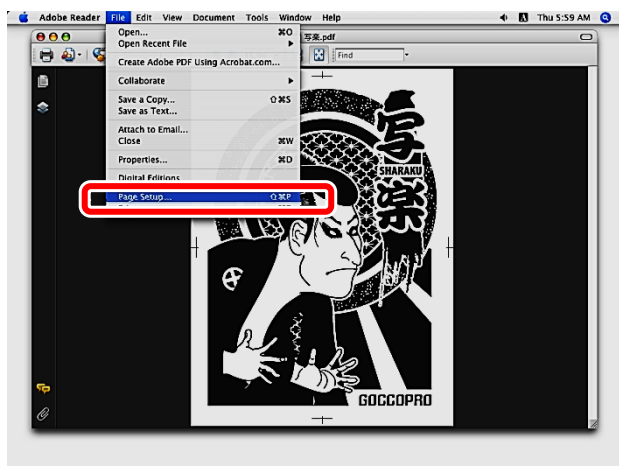 Adobe Reader File Edit View Document Tools Window Help Thu 5:59 AM
写楽.pdf
Open... ⌘O
Open Recent File
Find
Create Adobe PDF Using Acrobat.com...
Collaborate
Save a Copy... ⇧⌘S
Save as Text...
Attach to Email...
Close ⌘W
Properties... ⌘D
Digital Editions
Page Setup... ⇧⌘P
写
SHARAKU
楽
GOCCOPRO